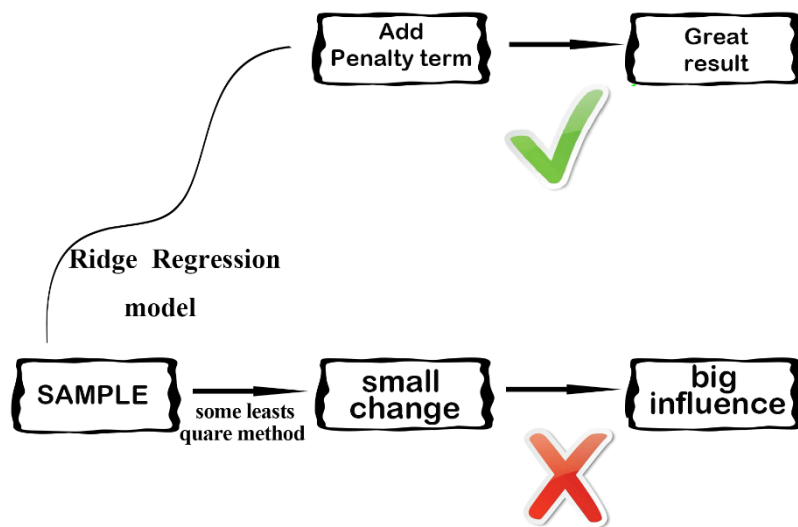 Add
Penalty term
Great
result
Ridge Regression
model
SAMPLE
some leasts
quare method
small
change
big
influence